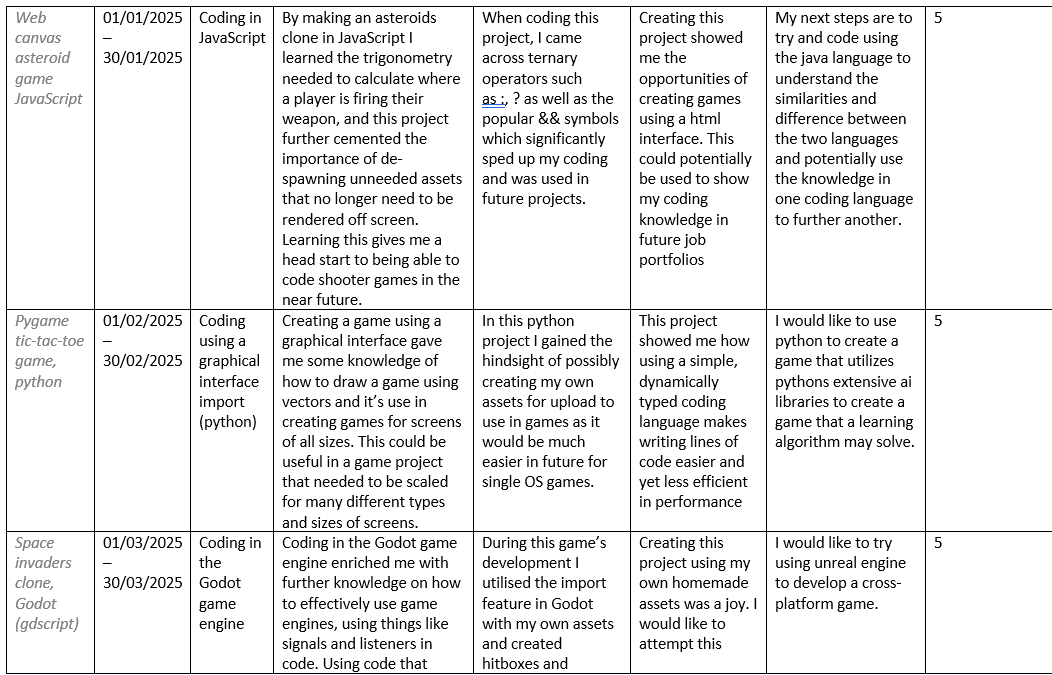 Web
canvas
asteroid
game
JavaScript
01/01/2025
–
30/01/2025
Coding in
JavaScript
By making an asteroids
clone in JavaScript I
learned the trigonometry
needed to calculate where
a player is firing their
weapon, and this project
further cemented the
importance of de-
spawning unneeded assets
that no longer need to be
rendered off screen.
Learning this gives me a
head start to being able to
code shooter games in the
near future.
When coding this
project, I came
across ternary
operators such
as :, ? as well as the
popular && symbols
which significantly
sped up my coding
and was used in
future projects.
Creating this
project showed
me the
opportunities of
creating games
using a html
interface. This
could potentially
be used to show
my coding
knowledge in
future job
portfolios
My next steps are to
try and code using
the java language to
understand the
similarities and
difference between
the two languages
and potentially use
the knowledge in
one coding language
to further another.
5
Pygame
tic-tac-toe
game,
python
01/02/2025
–
30/02/2025
Coding
using a
graphical
interface
import
(python)
Creating a game using a
graphical interface gave
me some knowledge of
how to draw a game using
vectors and it's use in
creating games for screens
of all sizes. This could be
useful in a game project
that needed to be scaled
for many different types
and sizes of screens.
In this python
project I gained the
hindsight of possibly
creating my own
assets for upload to
use in games as it
would be much
easier in future for
single OS games.
This project
showed me how
using a simple,
dynamically
typed coding
language makes
writing lines of
code easier and
yet less efficient
in performance
I would like to use
python to create a
game that utilizes
pythons extensive ai
libraries to create a
game that a learning
algorithm may solve.
5
Space
invaders
clone,
Godot
(gdscript)
01/03/2025
–
30/03/2025
Coding in
the
Godot
game
engine
Coding in the Godot game
engine enriched me with
further knowledge on how
to effectively use game
engines, using things like
signals and listeners in
code. Using code that
During this game's
development I
utilised the import
feature in Godot
with my own assets
and created
hitboxes and
Creating this
project using my
own homemade
assets was a joy. I
would like to
attempt this
I would like to try
using unreal engine
to develop a cross-
platform game.
5